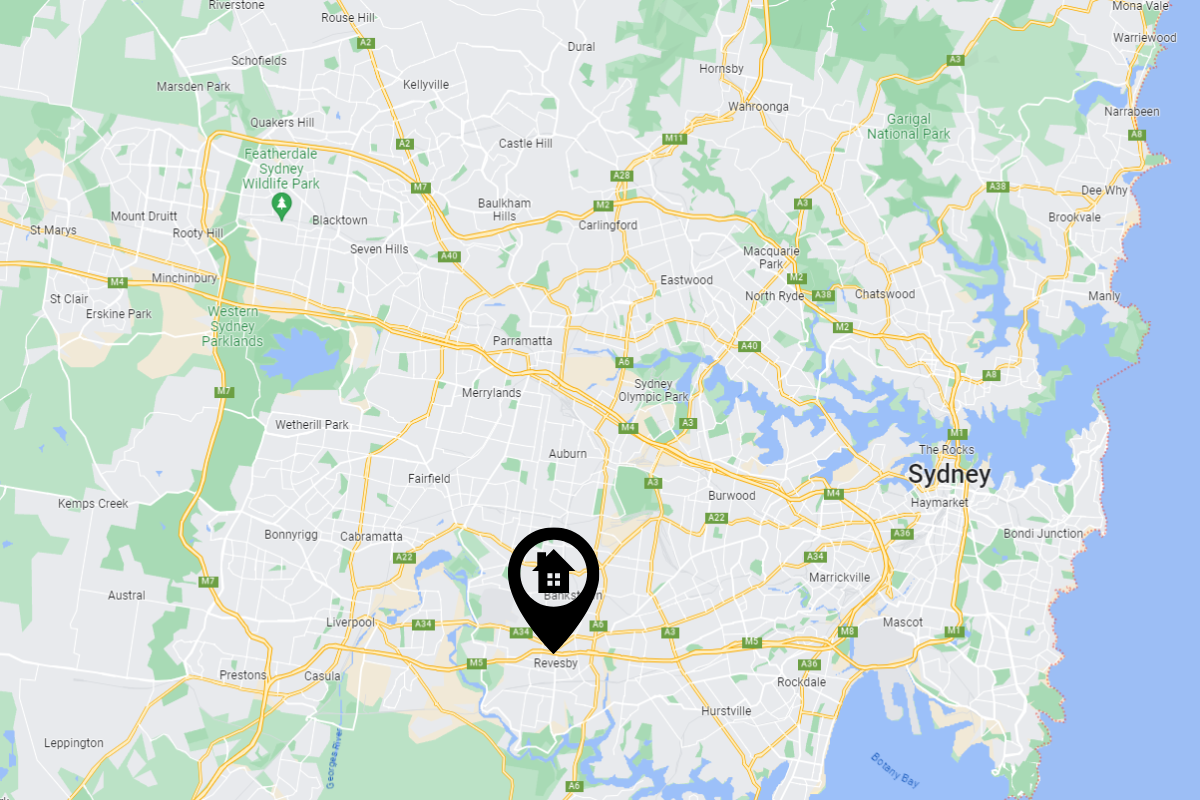 Riverstone
Mona Vale
Rouse Hill
Warriewood
A2
Dural
A3
Schofields
Hornsby
Marsden Park
Kellyville
Wahroonga
Narrabeen
Quakers Hill
Garigal
National Park
A8
M11
Castle Hill
A2
Featherdale
Sydney
Wildlife Park
A28
M7
A38
Dee Why
Baulkham
Hills
M2
A3
Mount Druitt
Blacktown
Brookvale
St Marys
Rooty Hill
Carlingford
Seven Hills
A40
Macquarie
Park
Minchinbury
M4
Eastwood
M2
St Clair
North Ryde
A38
Chatswood
Manly
Erskine Park
Western
Sydney
Parklands
M2
Parramatta
A40
A6
A8
M7
Merrylands
Sydney
Olympic Park
Wetherill Park
M4
A3
M1
The Rocks
Auburn
Sydney
Fairfield
A3
Burwood
M4
Kemps Creek
Haymarket
A22
Bonnyrigg
Cabramatta
A36
Bondi Junction
A22
A34
M7
Marrickville
Austral
Liverpool
A34
A34
A6
A3
M8
Mascot
M1
M5
M5
Revesby
A36
Prestons
Casula
Rockdale
Hurstville
Leppington
Georges River
Botany Bay
A6